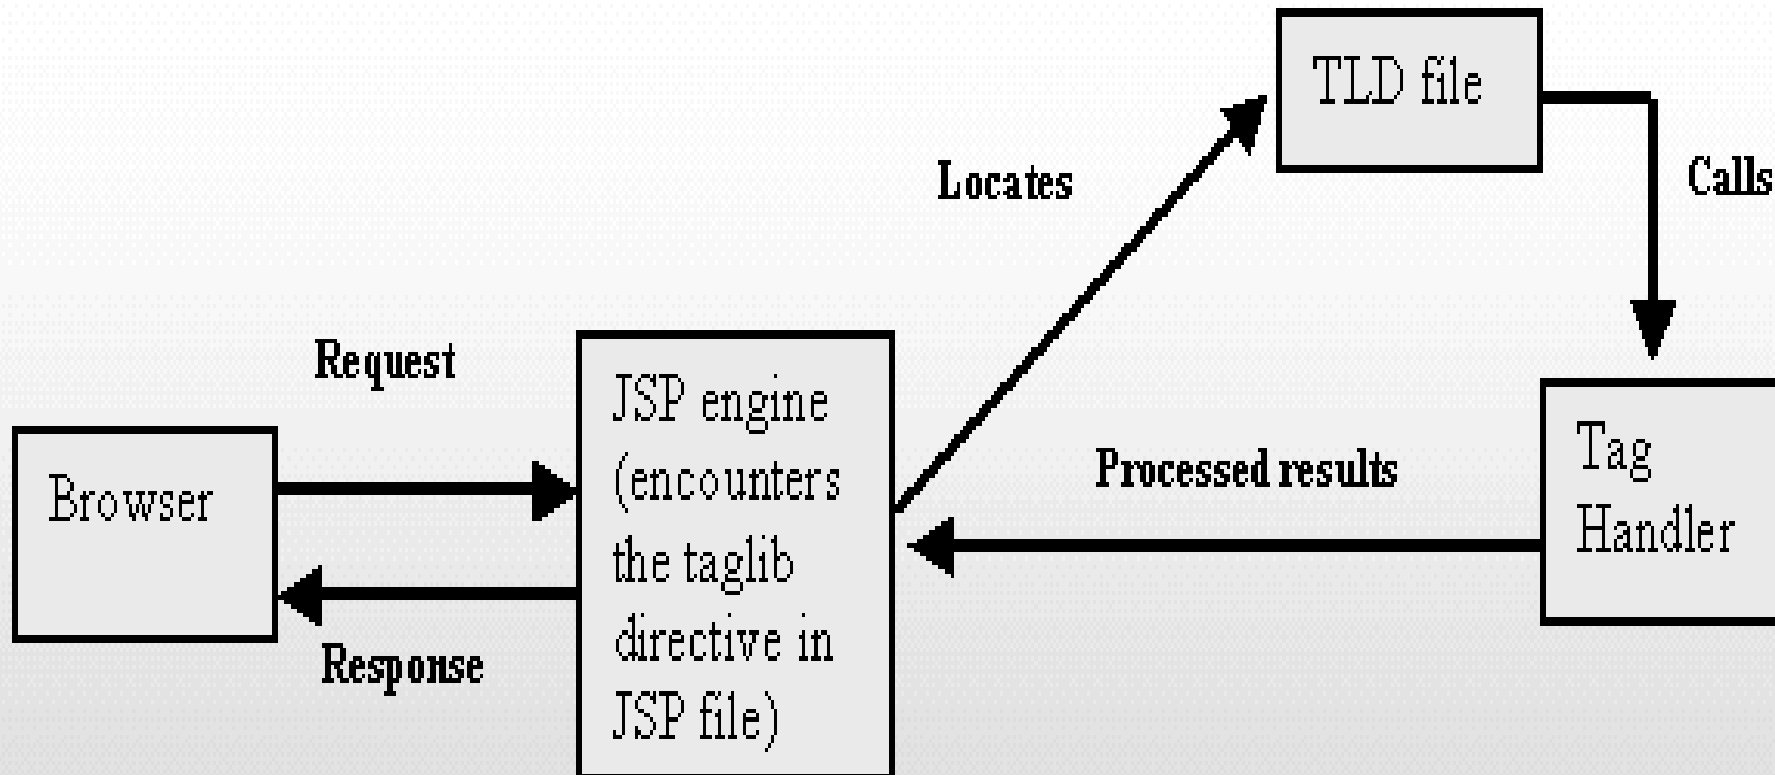 TLD file
Locates
Calls
Request
JSP engine
(encounters
the taglib
directive in
JSP file)
Browser
Processed results
Tag
Handler
Response